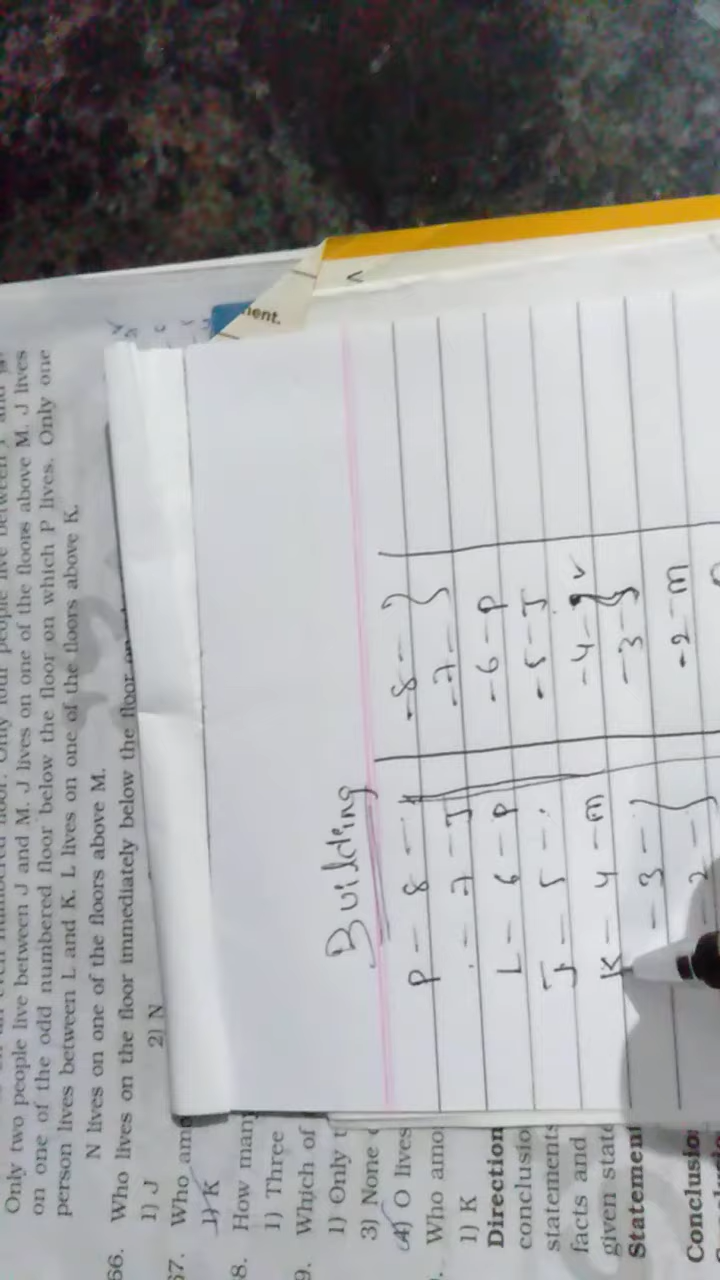 Only two people live between J and M. J lives on one of the floors above M. J lives
on one of the odd numbered floor below the floor on which P lives. Only one
person lives between L and K. L lives on one of the floors above K.
N lives on one of the floors above M.
66. Who lives on the floor immediately below the floor on
1) J 2) N
67. Who
1) K
8. How many
1) Three
9. Which of
1) Only
3) None
(4) O lives
Who
1) K
Direction
conclusio
statements
facts and
given state
Statement
Conclusio
ment.
Building
P - 8 -
- 7 - J
L - 6 - P
J - 5 -
K - 4 - m
- 3 -
- 2 -
- 8 -
- 7 -
- 6 - P
- 5 - J
- 4 -
- 3 -
- 2 - m